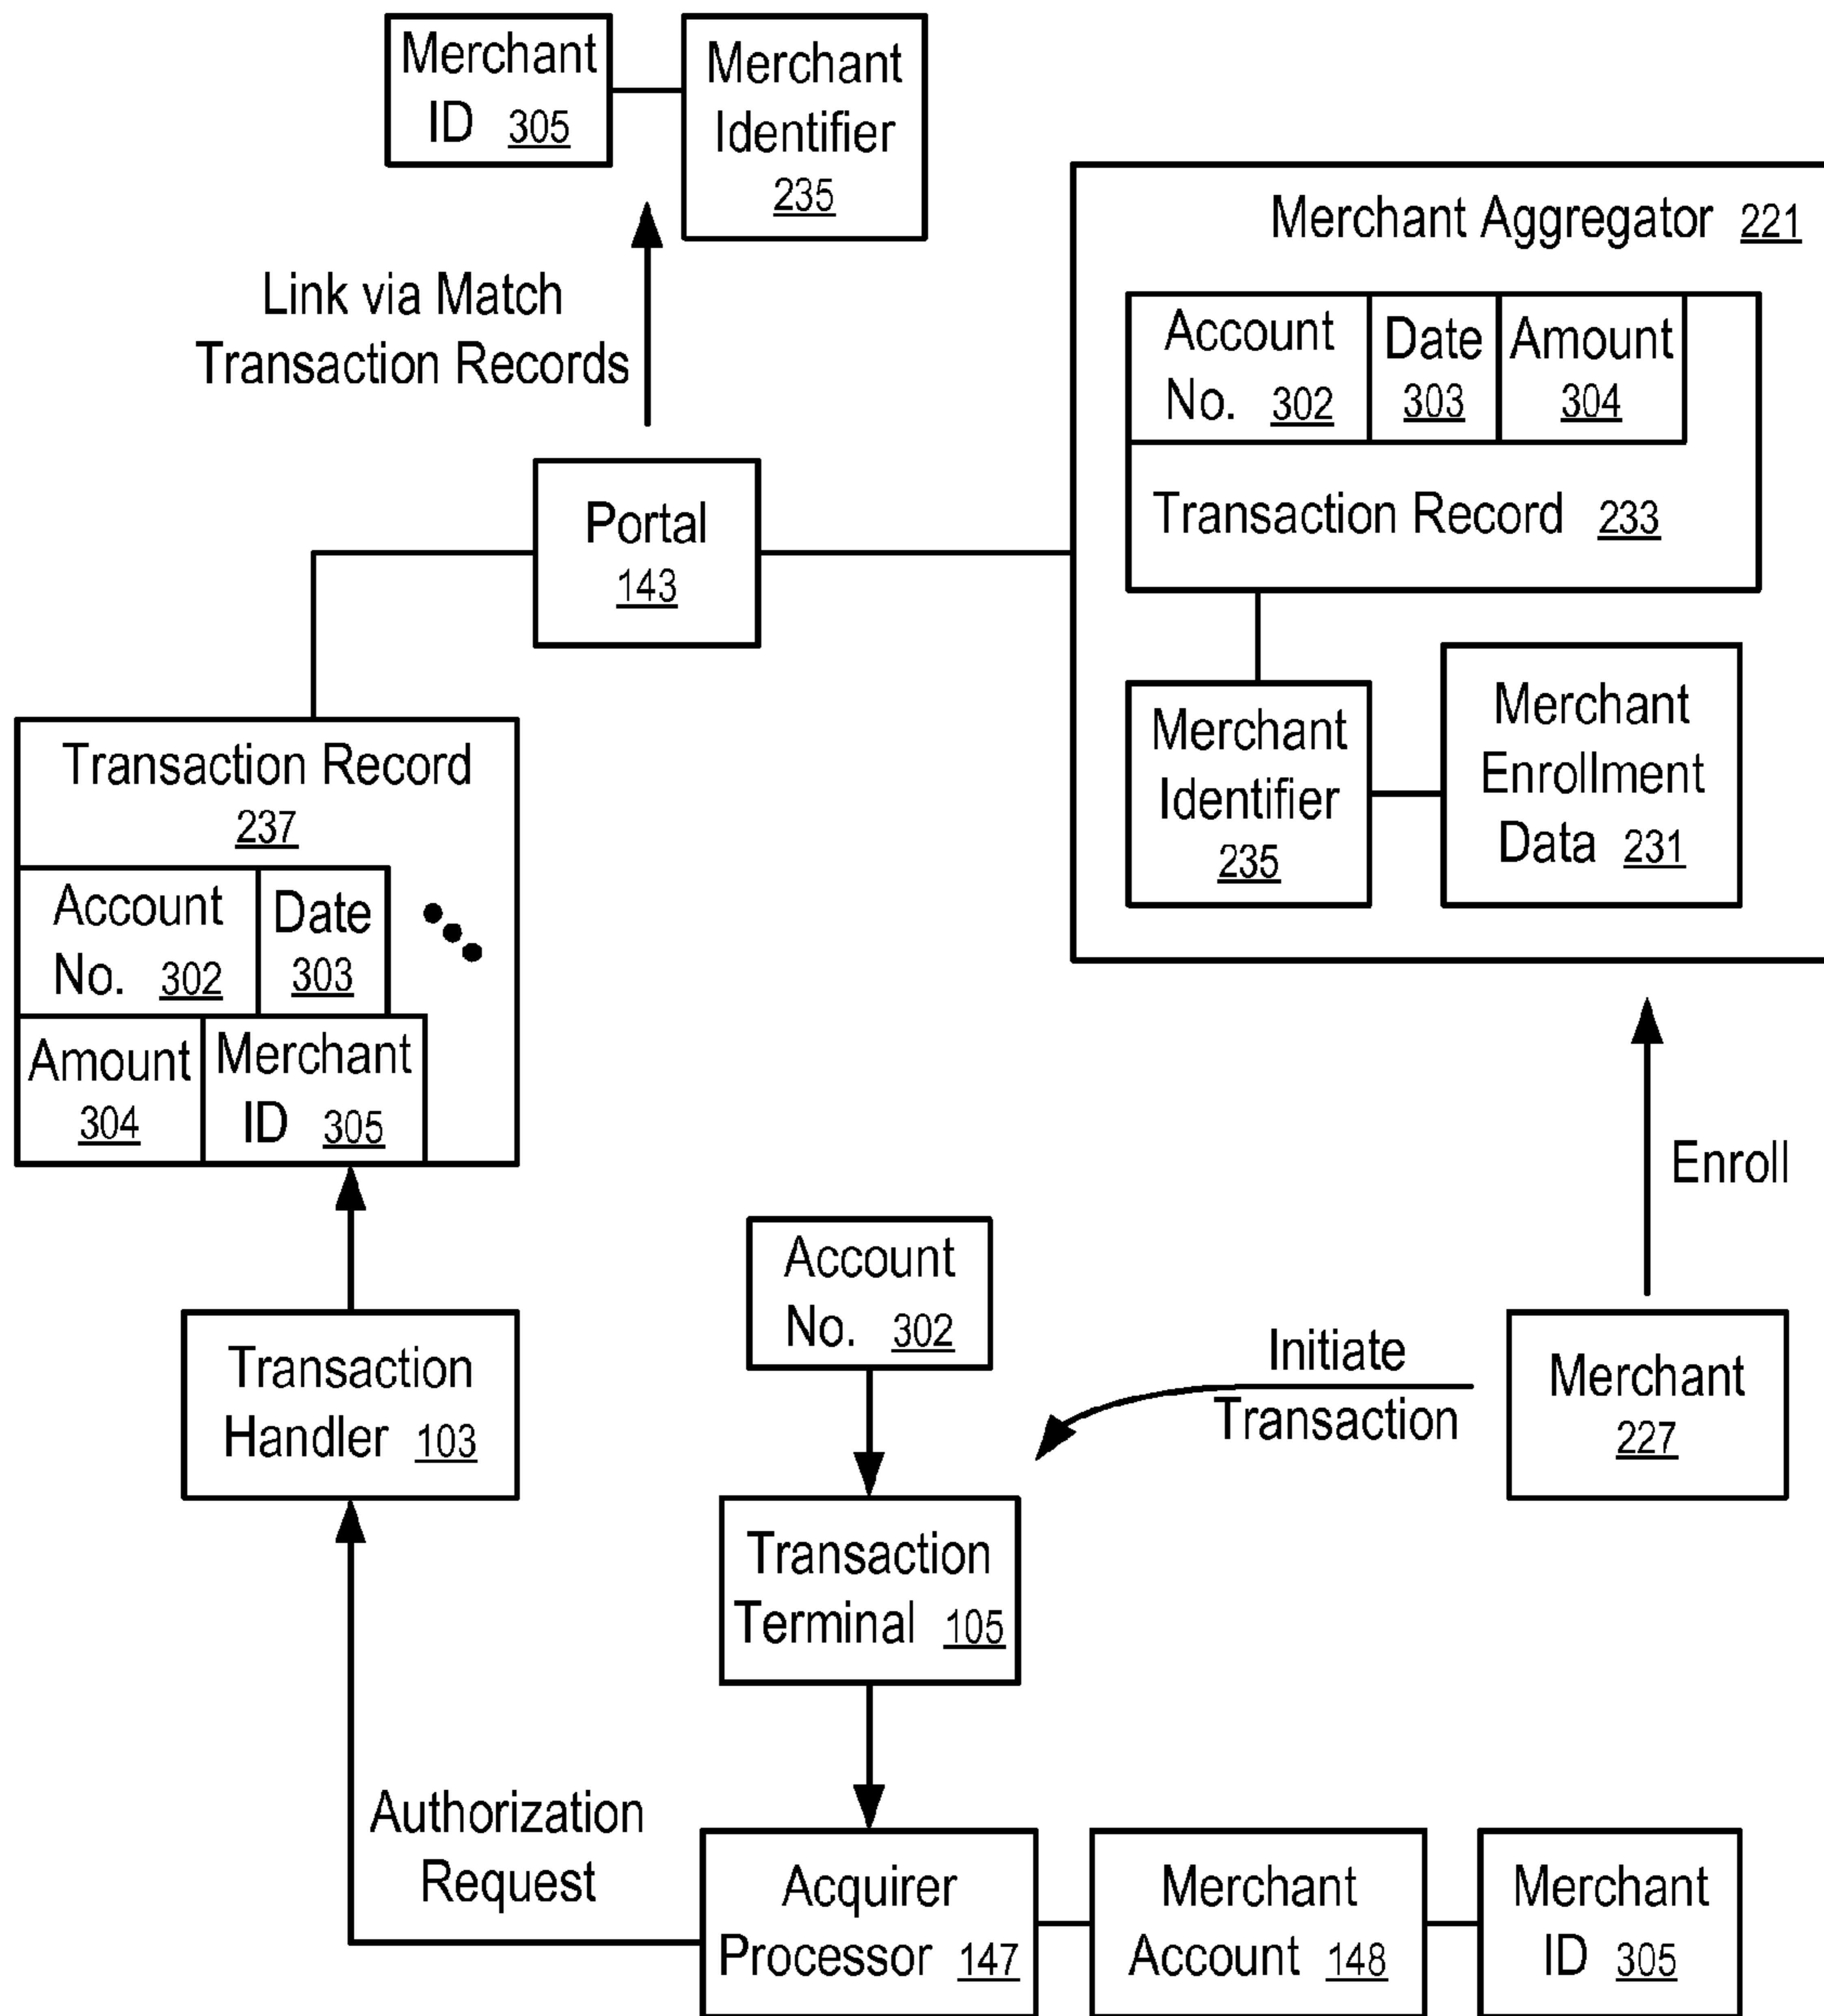 Merchant
ID 305
Merchant
Identifier
235
Link via Match
Transaction Records
Merchant Aggregator 221
Account
No. 302
Date
303
Amount
304
Transaction Record 233
Portal
143
Merchant
Identifier
235
Merchant
Enrollment
Data 231
Transaction Record
237
Account
No. 302
Date
303
Amount
304
Merchant
ID 305
Enroll
Account
No. 302
Transaction
Handler 103
Initiate
Transaction
Merchant
227
Transaction
Terminal 105
Authorization
Request
Acquirer
Processor 147
Merchant
Account 148
Merchant
ID 305